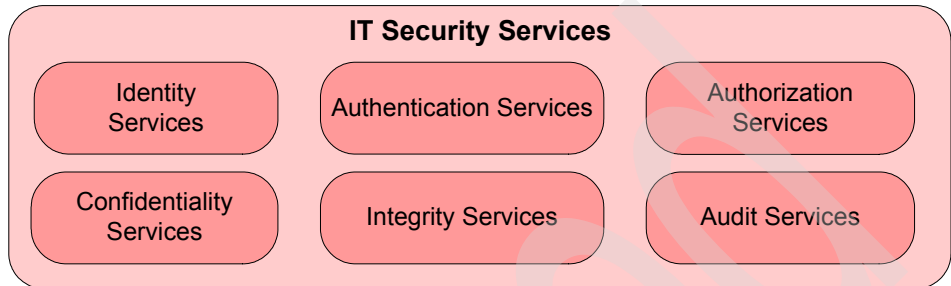 IT Security Services
Identity
Services
Authentication Services
Authorization
Services
Confidentiality
Services
Integrity Services
Audit Services